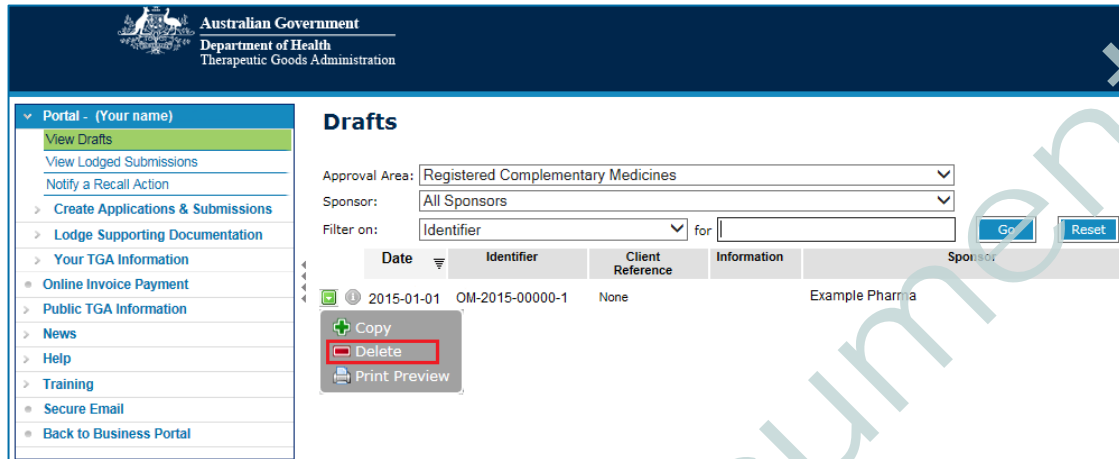 Australian Government
Department of Health
Therapeutic Goods Administration
Portal - (Your name)
View Drafts
View Lodged Submissions
Notify a Recall Action
Create Applications & Submissions
Lodge Supporting Documentation
Your TGA Information
Online Invoice Payment
Public TGA Information
News
Help
Training
Secure Email
Back to Business Portal
Drafts
Approval Area: Registered Complementary Medicines
Sponsor: All Sponsors
Filter on: Identifier for Go Reset
Date Identifier Client Reference Information Sponsor
2015-01-01 OM-2015-00000-1 None Example Pharma
Copy
Delete
Print Preview